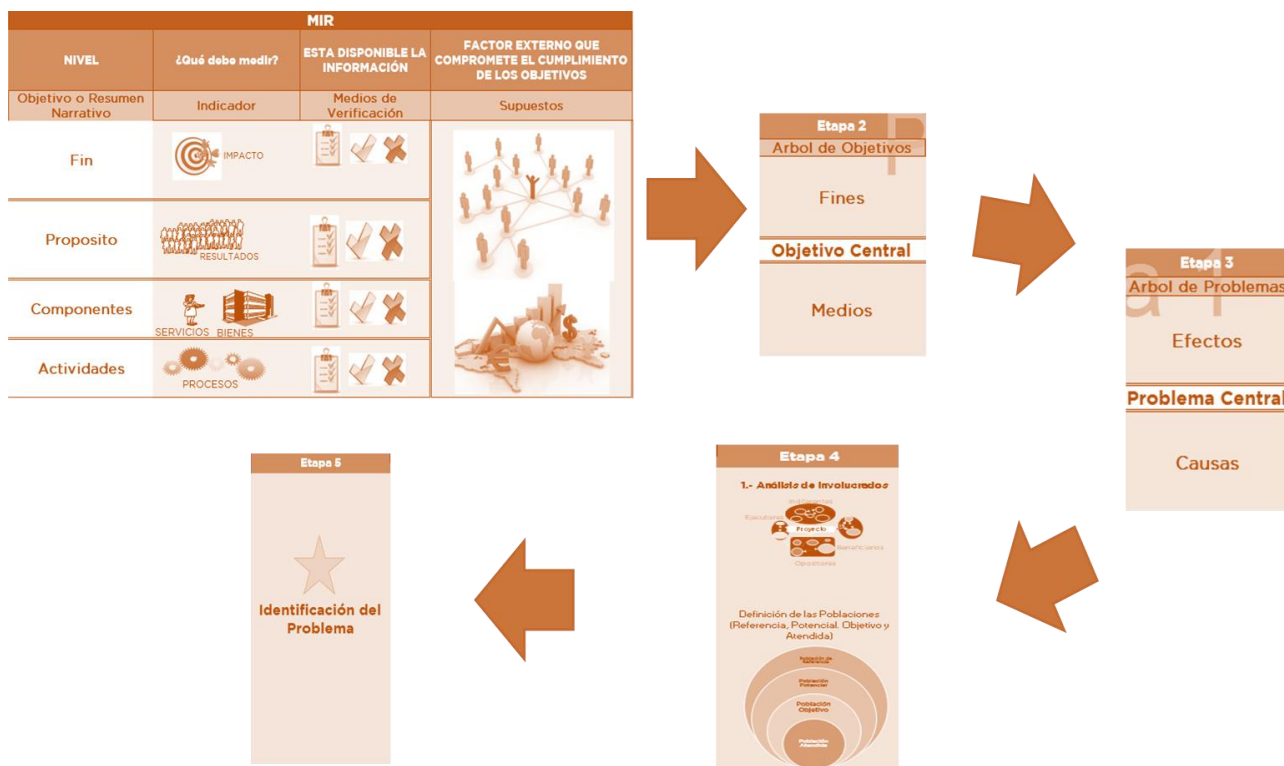 MIR
NIVEL
¿Qué debe medir?
ESTA DISPONIBLE LA
INFORMACIÓN
FACTOR EXTERNO QUE
COMPROMETE EL CUMPLIMIENTO
DE LOS OBJETIVOS
Objetivo o Resumen
Narrativo
Indicador
Medios de
Verificación
Supuestos
Fin
IMPACTO
Proposito
RESULTADOS
Componentes
SERVICIOS BIENES
Actividades
PROCESOS
Etapa 2
Arbol de Objetivos
Fines
Objetivo Central
Medios
Etapa 3
Arbol de Problemas
Efectos
Problema Central
Causas
Etapa 4
1.- Análisis de Involucrados
Proyecto
Definición de las Poblaciones
(Referencia, Potencial. Objetivo y
Atendida)
Población de
Referencia
Población
Potencial
Población
Objetivo
Población
Atendida
Etapa 5
Identificación del
Problema